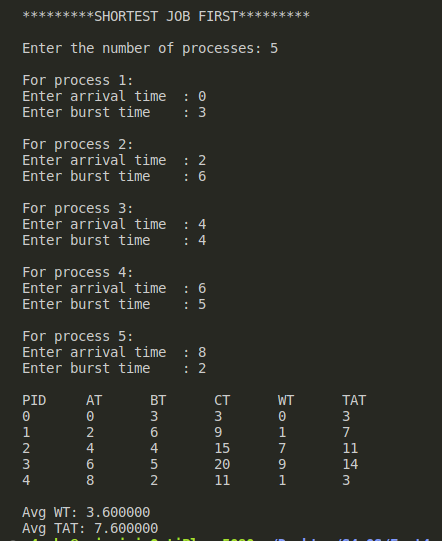 *********SHORTEST JOB FIRST*********
Enter the number of processes: 5
For process 1:
Enter arrival time  : 0
Enter burst time    : 3
For process 2:
Enter arrival time  : 2
Enter burst time    : 6
For process 3:
Enter arrival time  : 4
Enter burst time    : 4
For process 4:
Enter arrival time  : 6
Enter burst time    : 5
For process 5:
Enter arrival time  : 8
Enter burst time    : 2
PID     AT      BT      CT      WT      TAT
0       0       3       3       0       3
1       2       6       9       1       7
2       4       4       15      7       11
3       6       5       20      9       14
4       8       2       11      1       3
Avg WT: 3.600000
Avg TAT: 7.600000